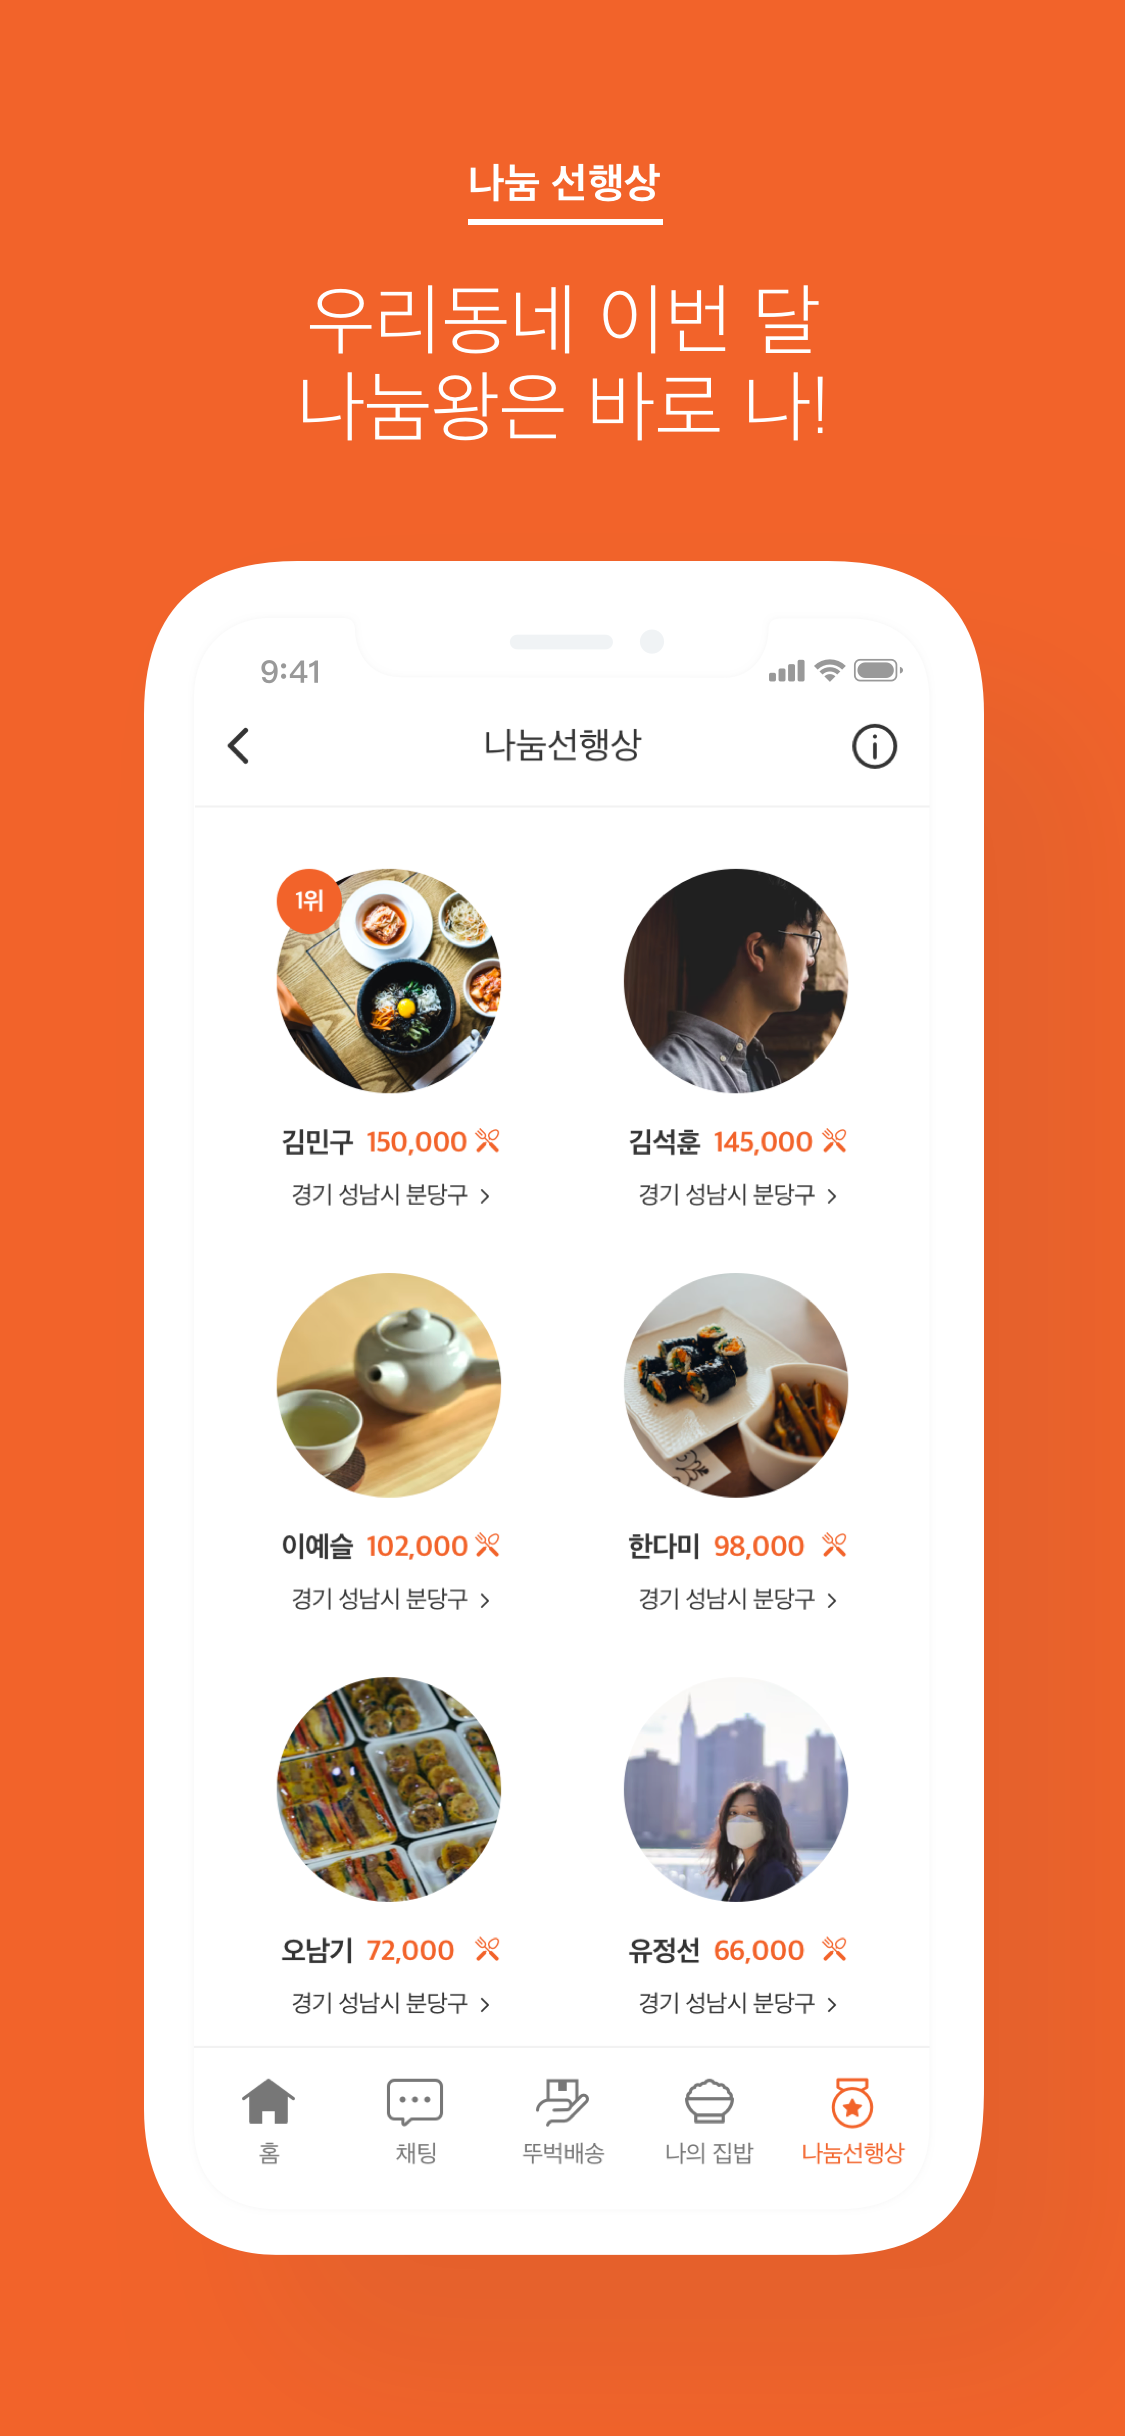 나눔 선행상
우리동네 이번 달
나눔왕은 바로 나!
9:41
나눔선행상
1위
김민구 150,000
경기 성남시 분당구 >
김석훈 145,000
경기 성남시 분당구 >
이예슬 102,000
경기 성남시 분당구 >
한다미 98,000
경기 성남시 분당구 >
오남기 72,000
경기 성남시 분당구 >
유정선 66,000
경기 성남시 분당구 >
홈
채팅
뚜벅배송
나의 집밥
나눔선행상